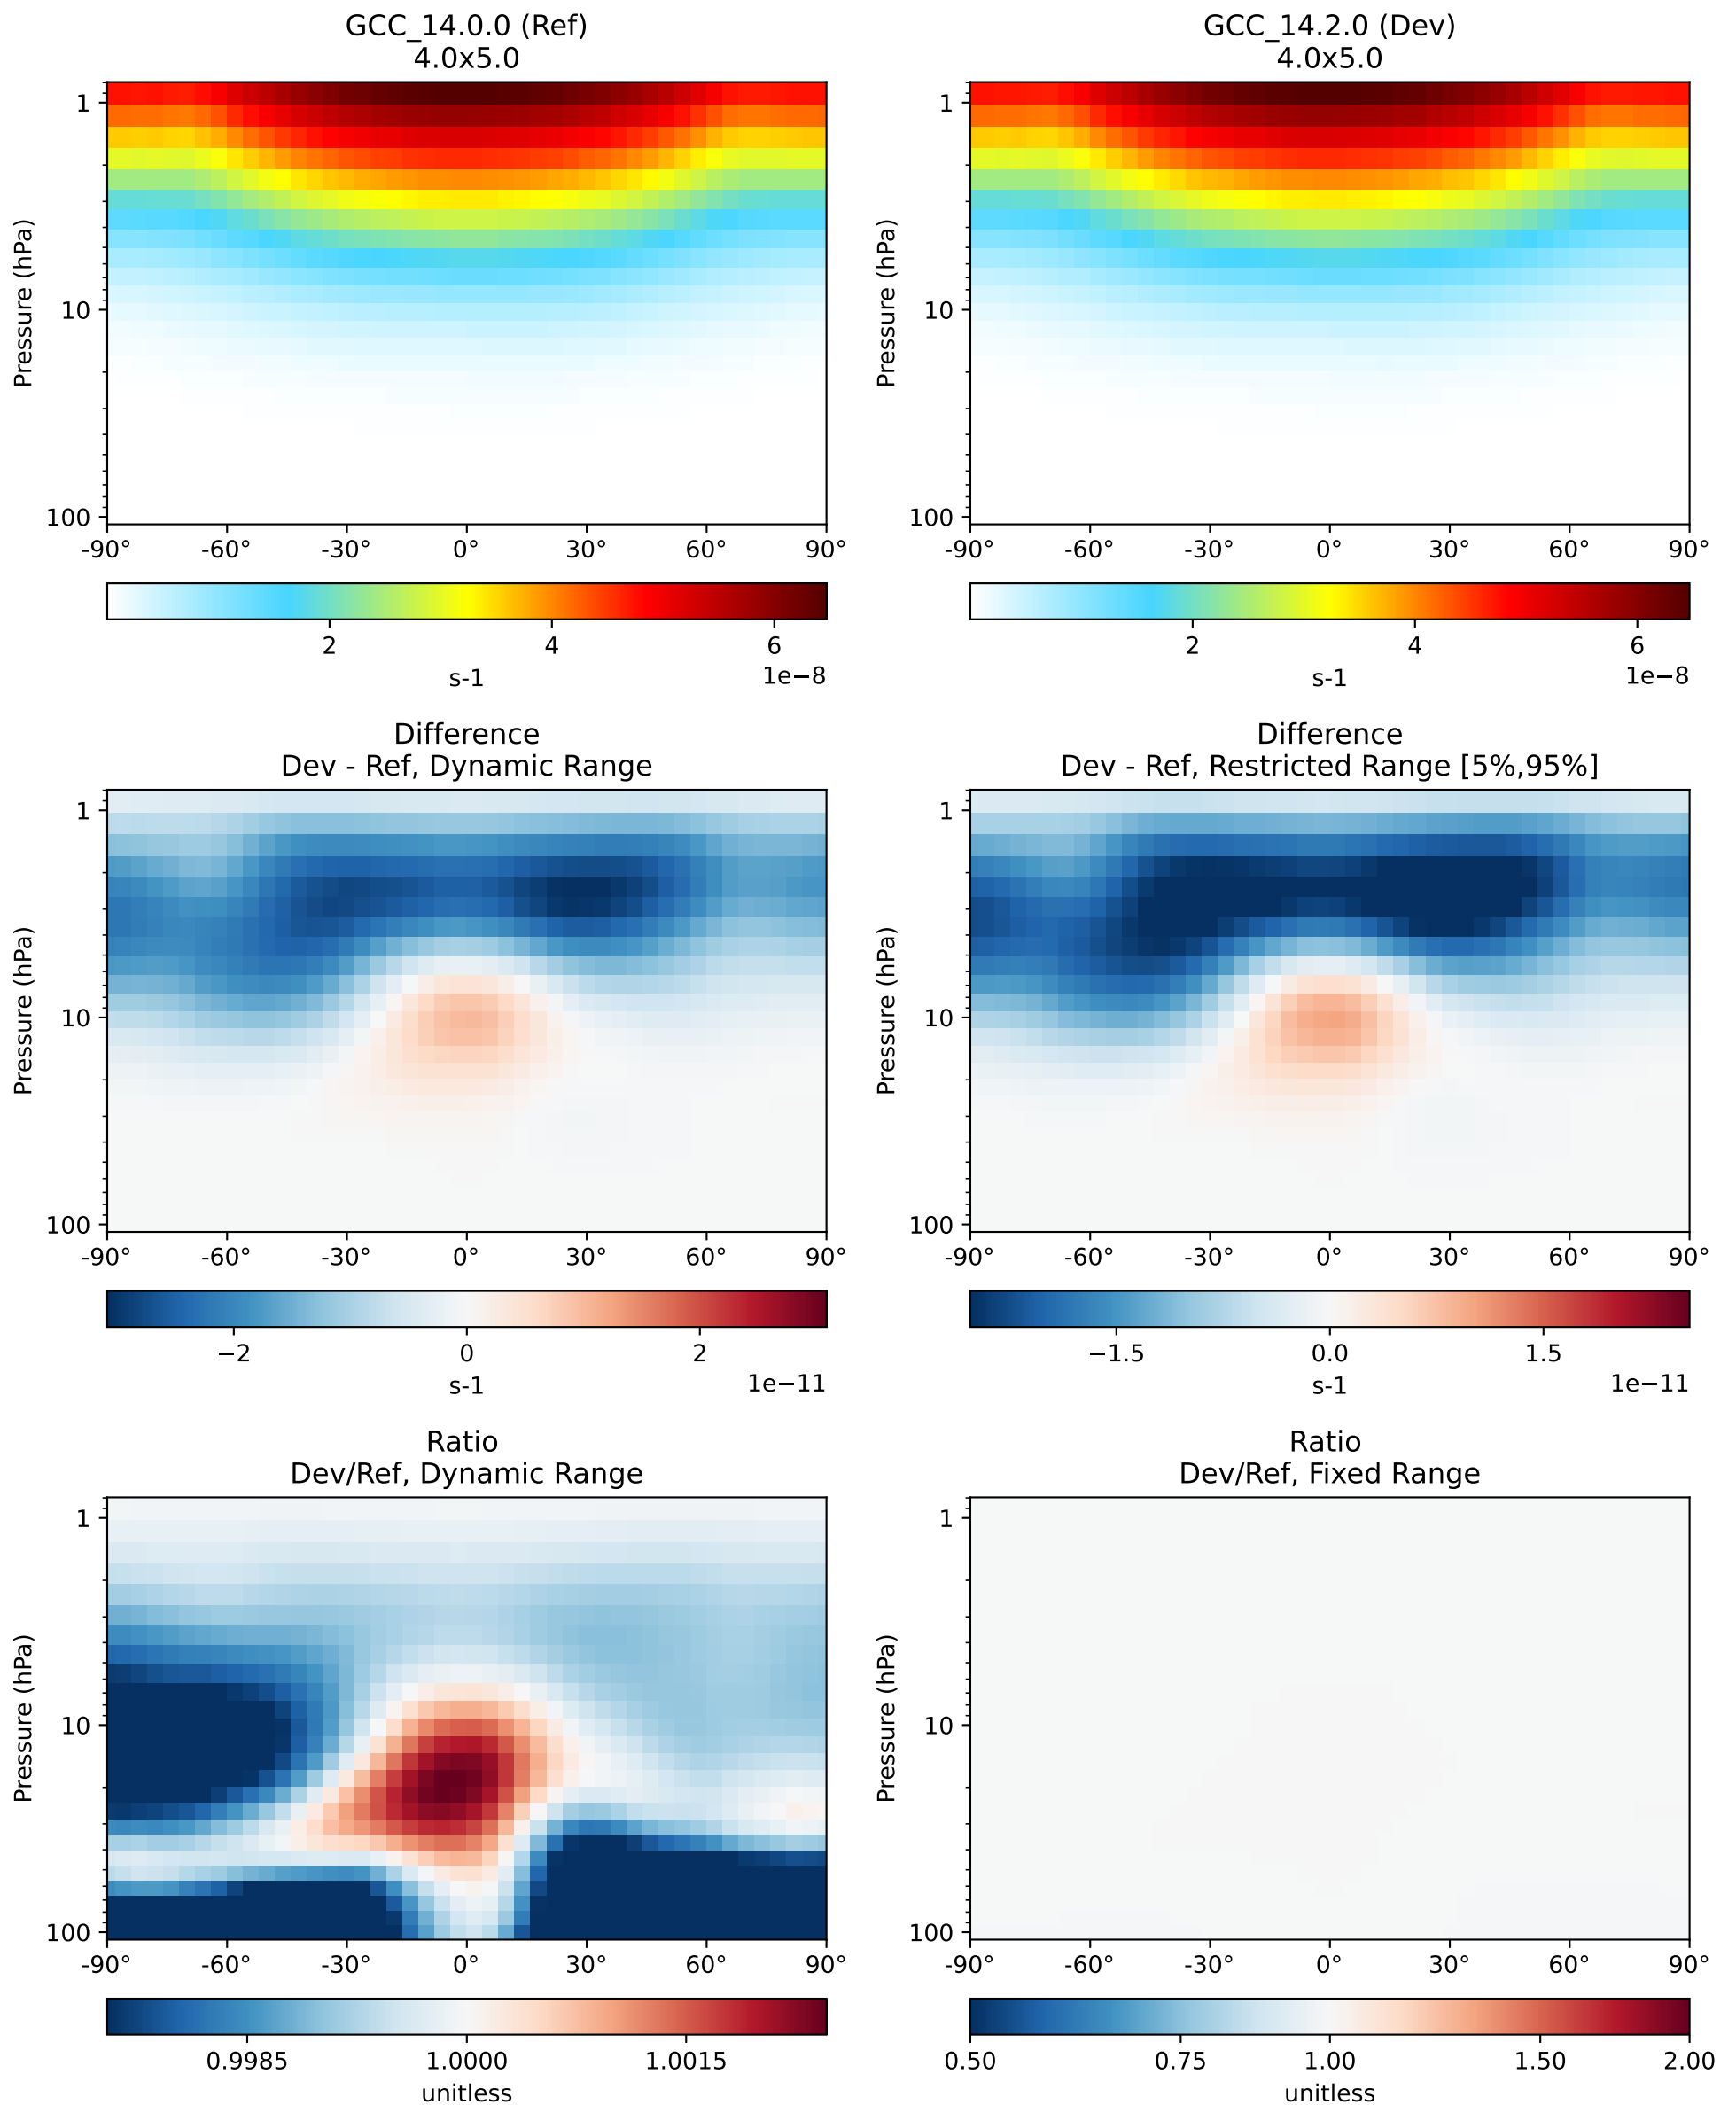 GCC_14.0.0 (Ref)
4.0x5.0
GCC_14.2.0 (Dev)
4.0x5.0
Pressure (hPa)
1
10
100
-90° -60° -30° 0° 30° 60° 90°
2 4 6
s-1
1e−8
Pressure (hPa)
1
10
100
-90° -60° -30° 0° 30° 60° 90°
2 4 6
s-1
1e−8
Difference
Dev - Ref, Dynamic Range
Difference
Dev - Ref, Restricted Range [5%,95%]
Pressure (hPa)
1
10
100
-90° -60° -30° 0° 30° 60° 90°
−2 0 2
s-1
1e−11
Pressure (hPa)
1
10
100
-90° -60° -30° 0° 30° 60° 90°
−1.5 0.0 1.5
s-1
1e−11
Ratio
Dev/Ref, Dynamic Range
Ratio
Dev/Ref, Fixed Range
Pressure (hPa)
1
10
100
-90° -60° -30° 0° 30° 60° 90°
0.9985 1.0000 1.0015
unitless
Pressure (hPa)
1
10
100
-90° -60° -30° 0° 30° 60° 90°
0.50 0.75 1.00 1.50 2.00
unitless